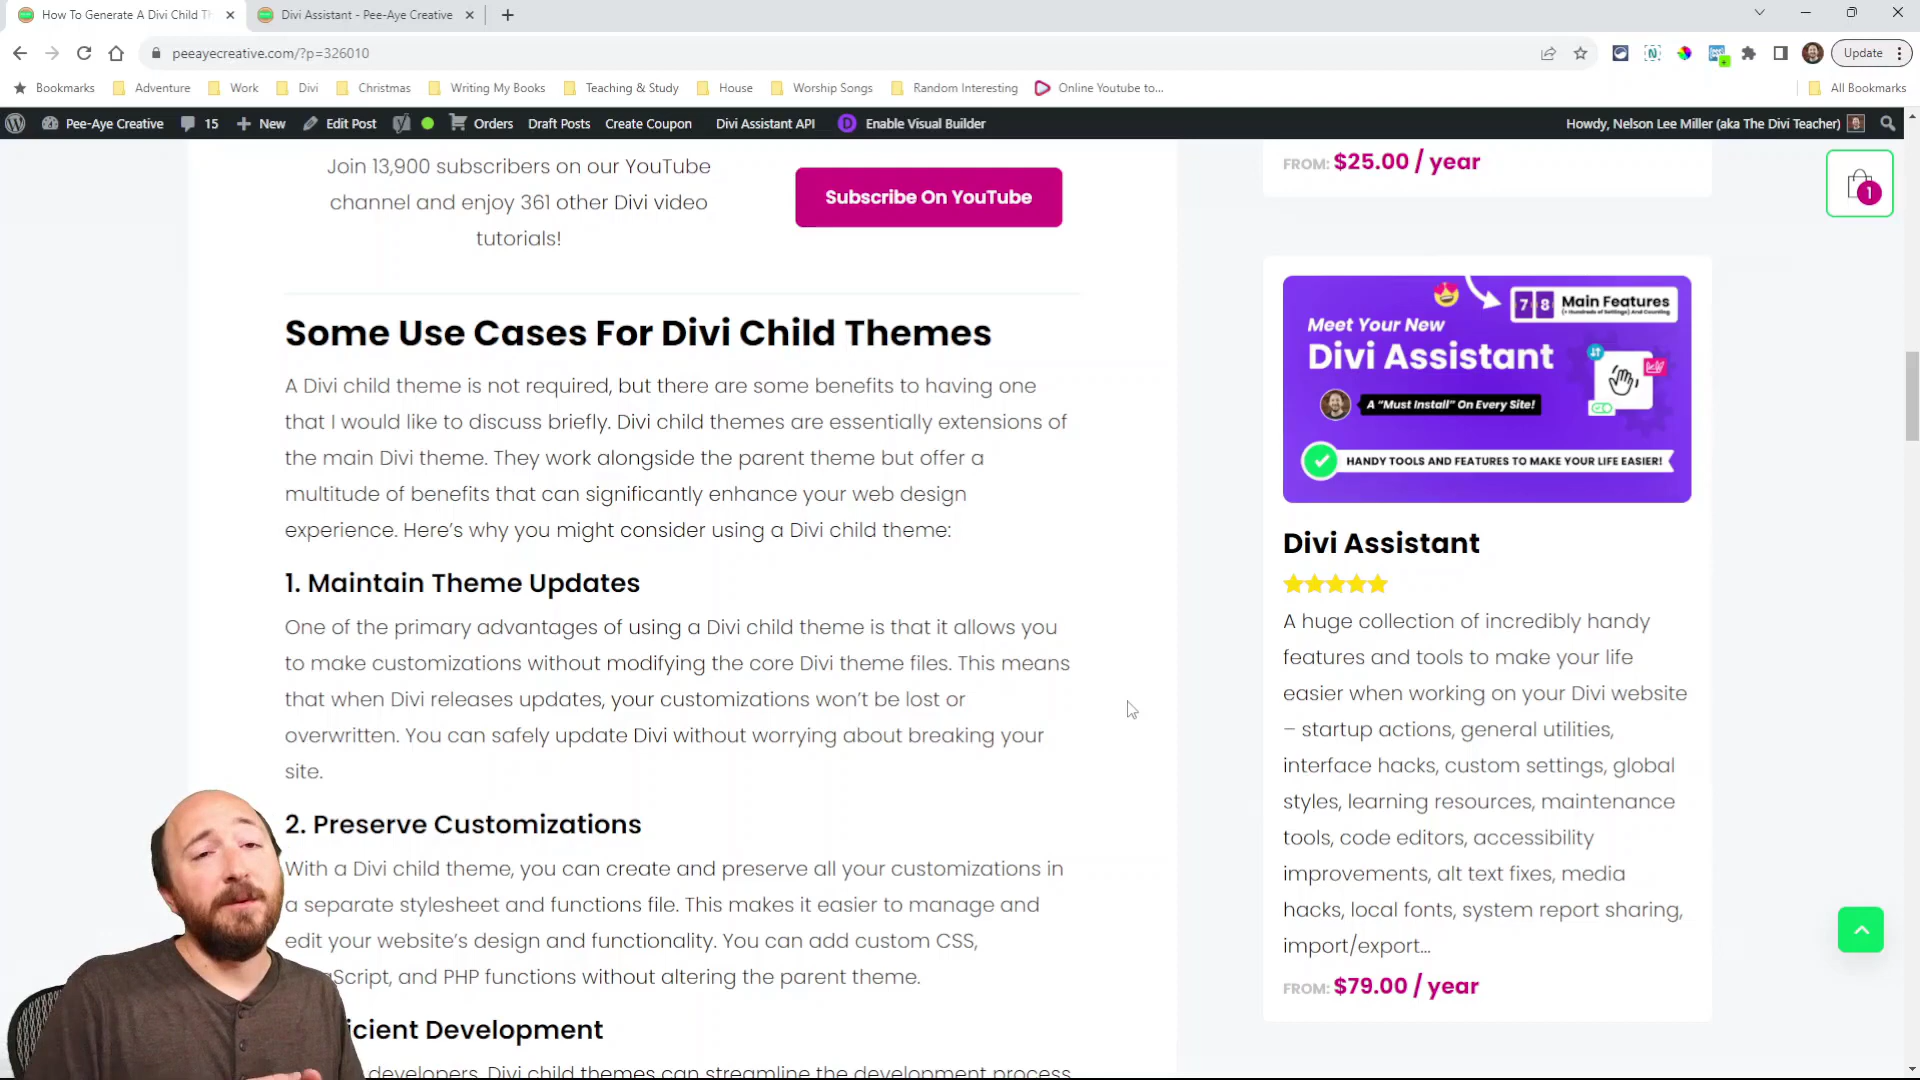 How To Generate A Divi Child Th
Divi Assistant - Pee-Aye Creative
peeayecreative.com/?p=326010
Update
Bookmarks
Adventure
Work
Divi
Christmas
Writing My Books
Teaching & Study
House
Worship Songs
Random Interesting
Online Youtube to...
All Bookmarks
Pee-Aye Creative
15
New
Edit Post
Orders
Draft Posts
Create Coupon
Divi Assistant API
D
Enable Visual Builder
Howdy, Nelson Lee Miller (aka The Divi Teacher)
Join 13,900 subscribers on our YouTube
channel and enjoy 361 other Divi video
tutorials!
Subscribe On YouTube
Some Use Cases For Divi Child Themes
A Divi child theme is not required, but there are some benefits to having one
that I would like to discuss briefly. Divi child themes are essentially extensions of
the main Divi theme. They work alongside the parent theme but offer a
multitude of benefits that can significantly enhance your web design
experience. Here's why you might consider using a Divi child theme:
1. Maintain Theme Updates
One of the primary advantages of using a Divi child theme is that it allows you
to make customizations without modifying the core Divi theme files. This means
that when Divi releases updates, your customizations won't be lost or
overwritten. You can safely update Divi without worrying about breaking your
site.
2. Preserve Customizations
With a Divi child theme, you can create and preserve all your customizations in
a separate stylesheet and functions file. This makes it easier to manage and
edit your website's design and functionality. You can add custom CSS,
aScript, and PHP functions without altering the parent theme.
icient Development
developers, Divi child themes can streamline the development process
FROM: $25.00 / year
1
78 Main Features
(+ Hundreds of Settings) And Counting
Meet Your New
Divi Assistant
A "Must Install" On Every Site!
HANDY TOOLS AND FEATURES TO MAKE YOUR LIFE EASIER!
Divi Assistant
A huge collection of incredibly handy
features and tools to make your life
easier when working on your Divi website
– startup actions, general utilities,
interface hacks, custom settings, global
styles, learning resources, maintenance
tools, code editors, accessibility
improvements, alt text fixes, media
hacks, local fonts, system report sharing,
import/export...
FROM: $79.00 / year